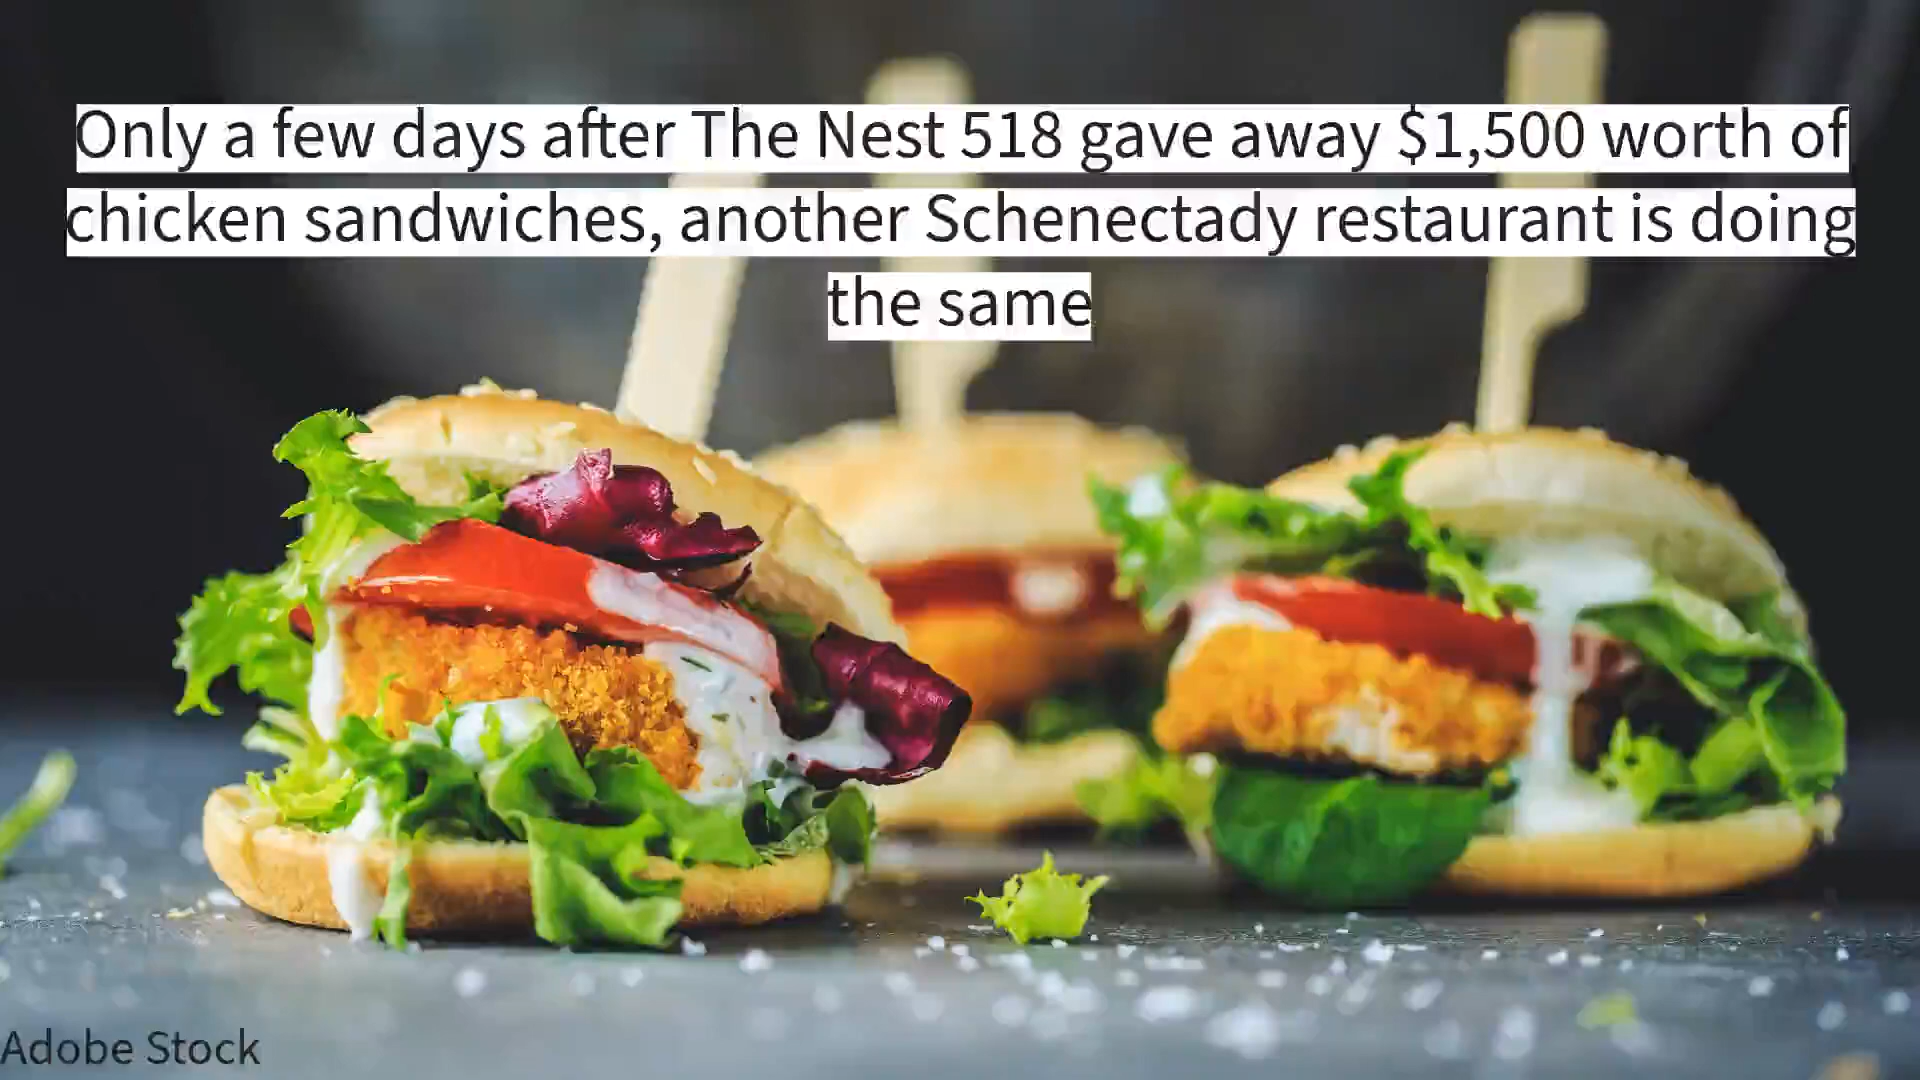 Only a few days after The Nest 518 gave away $1,500 worth of
chicken sandwiches, another Schenectady restaurant is doing
the same
Adobe Stock